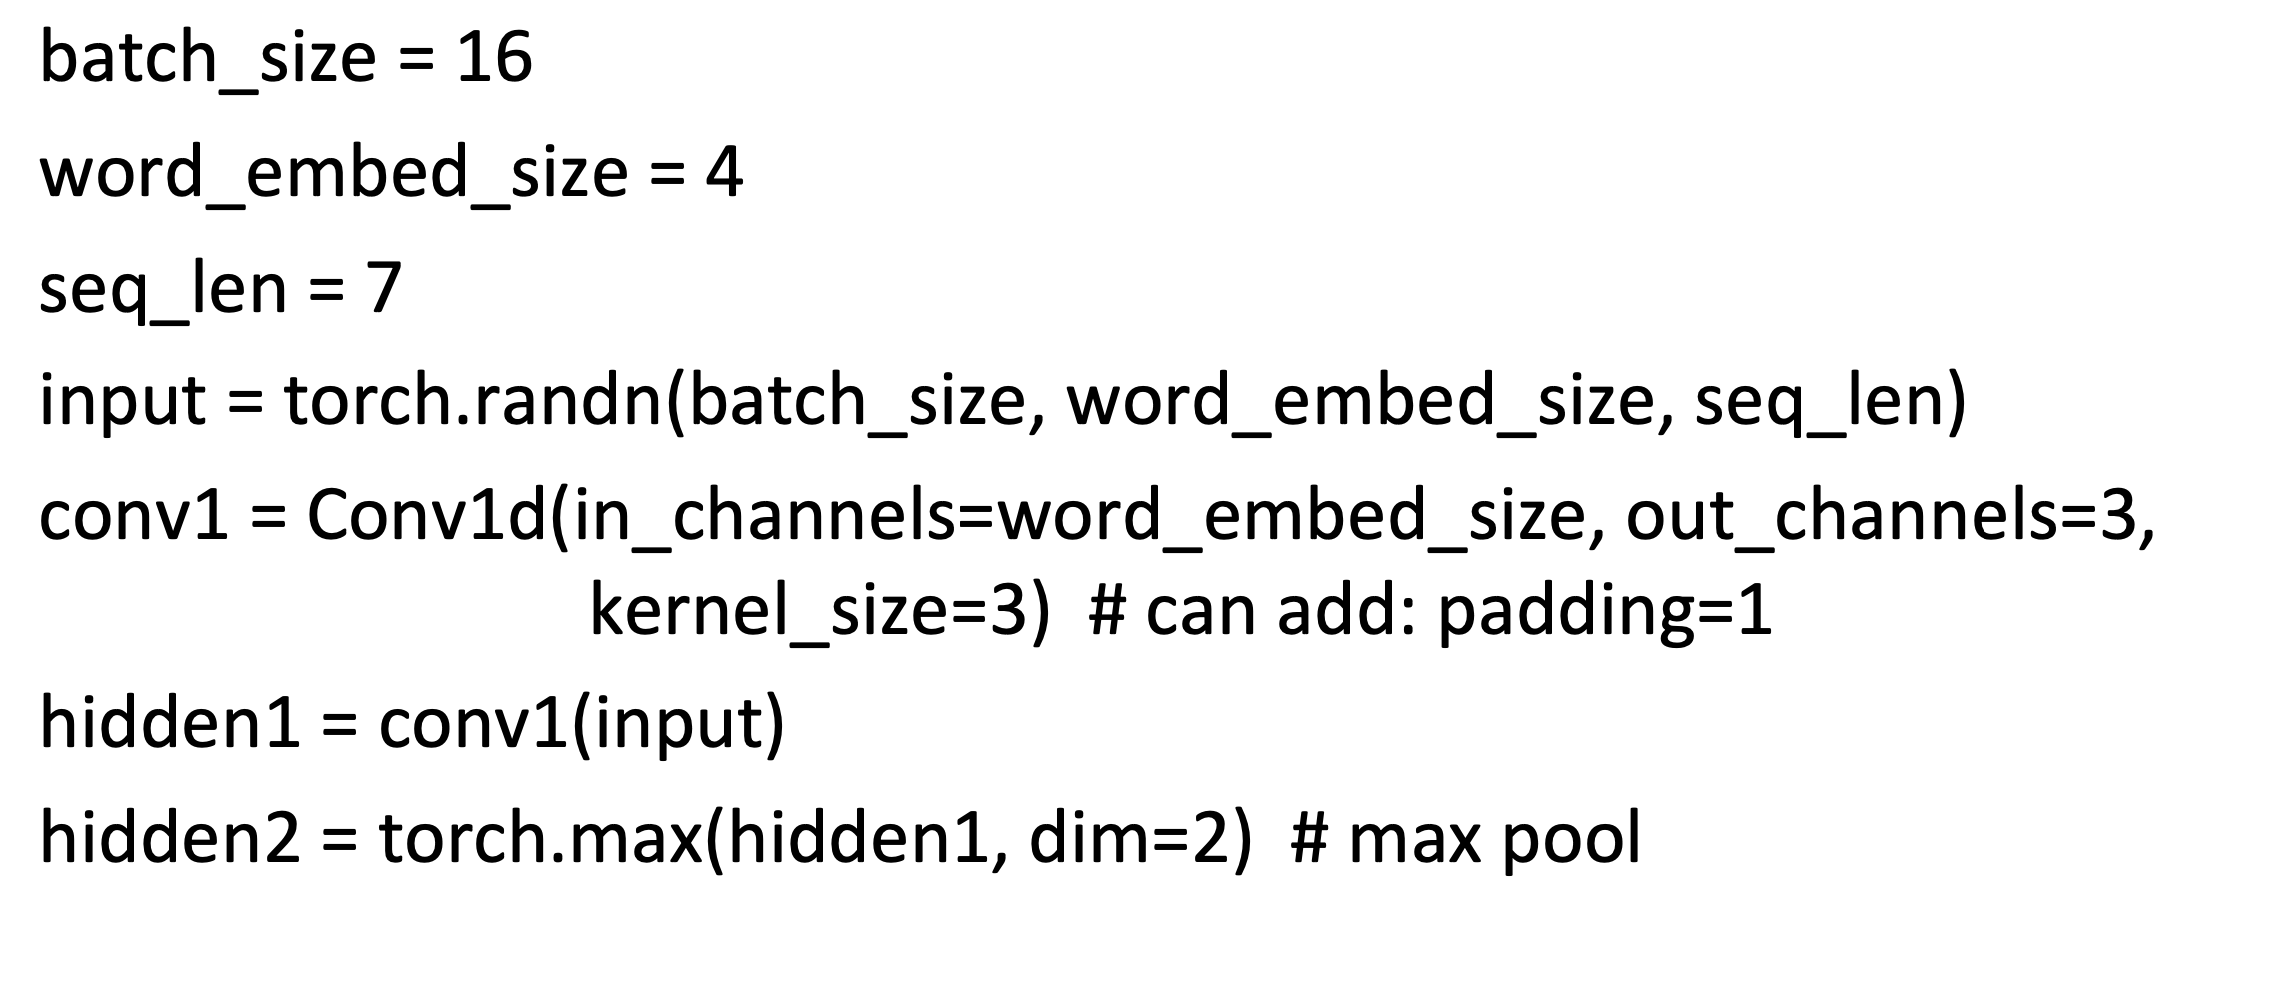 batch_size = 16
word_embed_size = 4
seq_len = 7
input = torch.randn(batch_size, word_embed_size, seq_len)
conv1 = Conv1d(in_channels=word_embed_size, out_channels=3,
kernel_size=3)  # can add: padding=1
hidden1 = conv1(input)
hidden2 = torch.max(hidden1, dim=2)  # max pool